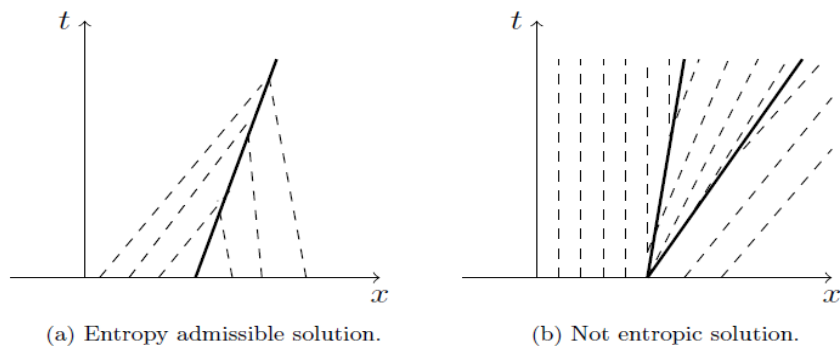 t
t
x
x
(a) Entropy admissible solution.
(b) Not entropic solution.